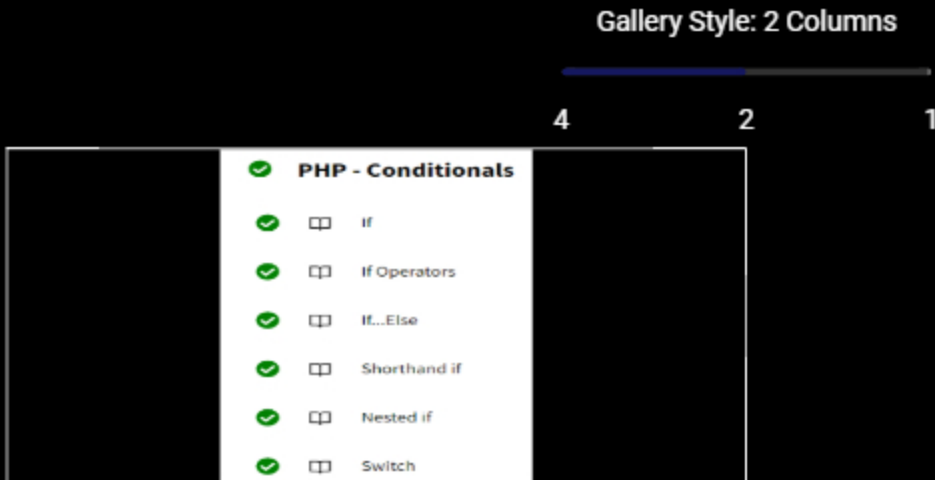 Gallery Style: 2 Columns
4 2 1
PHP - Conditionals
If
If Operators
If...Else
Shorthand if
Nested if
Switch